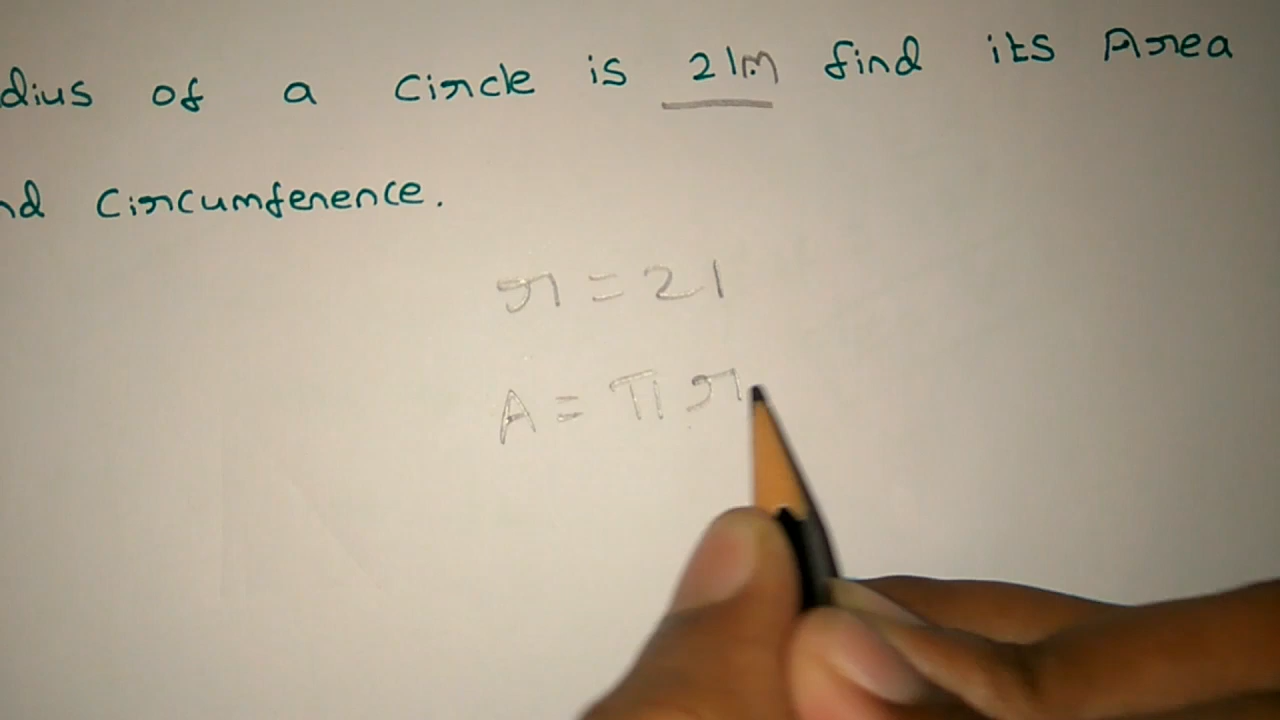 dius of a circle is 21m find its Area
nd circumference.
r = 21
A = πr